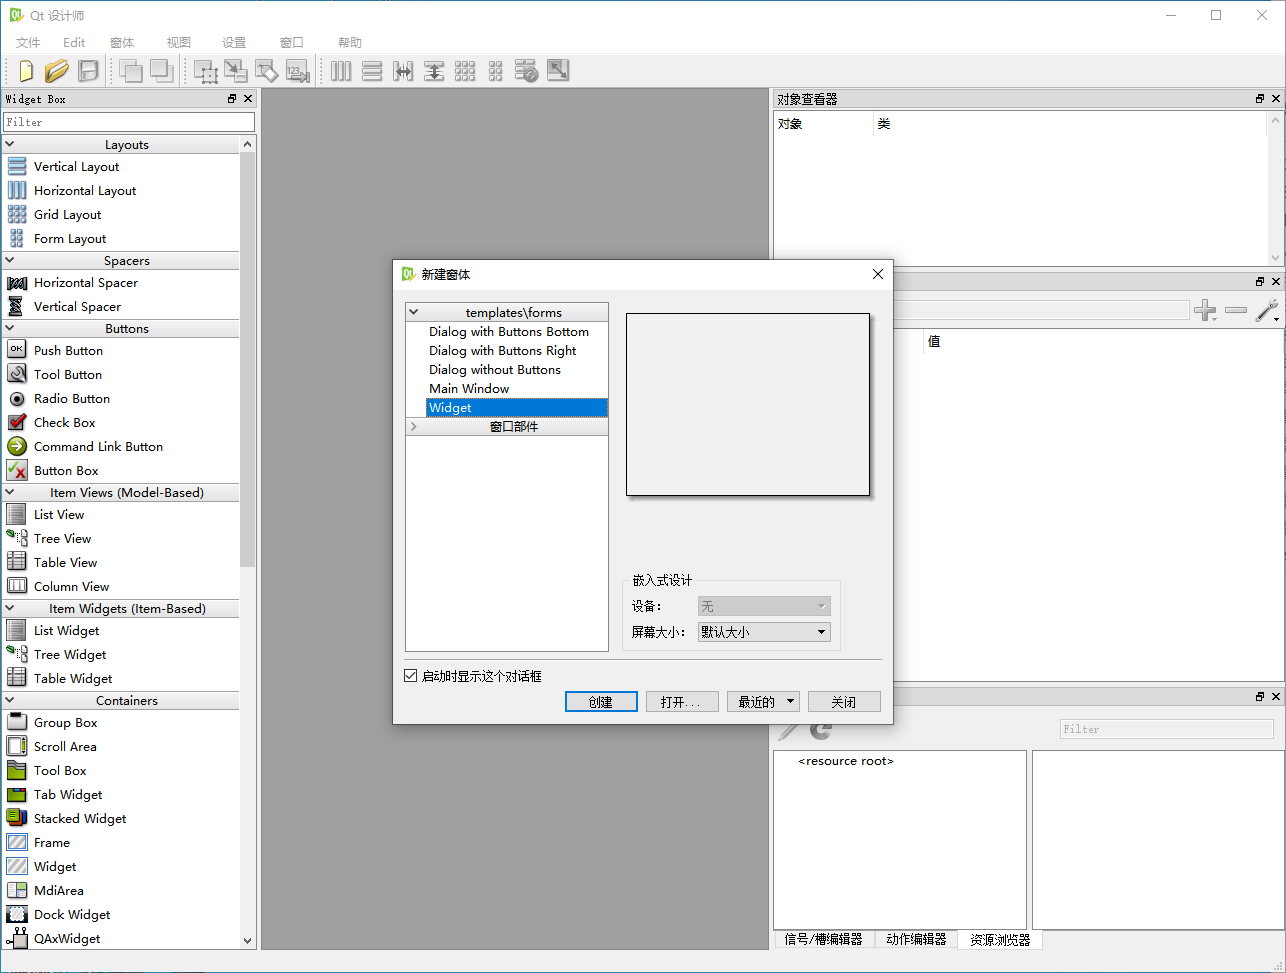 Qt 设计师
文件 Edit 窗体 视图 设置 窗口 帮助
Widget Box
Filter
Layouts
Vertical Layout
Horizontal Layout
Grid Layout
Form Layout
Spacers
Horizontal Spacer
Vertical Spacer
Buttons
Push Button
Tool Button
Radio Button
Check Box
Command Link Button
Button Box
Item Views (Model-Based)
List View
Tree View
Table View
Column View
Item Widgets (Item-Based)
List Widget
Tree Widget
Table Widget
Containers
Group Box
Scroll Area
Tool Box
Tab Widget
Stacked Widget
Frame
Widget
MdiArea
Dock Widget
QAxWidget
新建窗体
templates\forms
Dialog with Buttons Bottom
Dialog with Buttons Right
Dialog without Buttons
Main Window
Widget
窗口部件
嵌入式设计
设备： 无
屏幕大小： 默认大小
启动时显示这个对话框
创建 打开... 最近的 关闭
对象查看器
对象 类
值
Filter
<resource root>
信号/槽编辑器 动作编辑器 资源浏览器